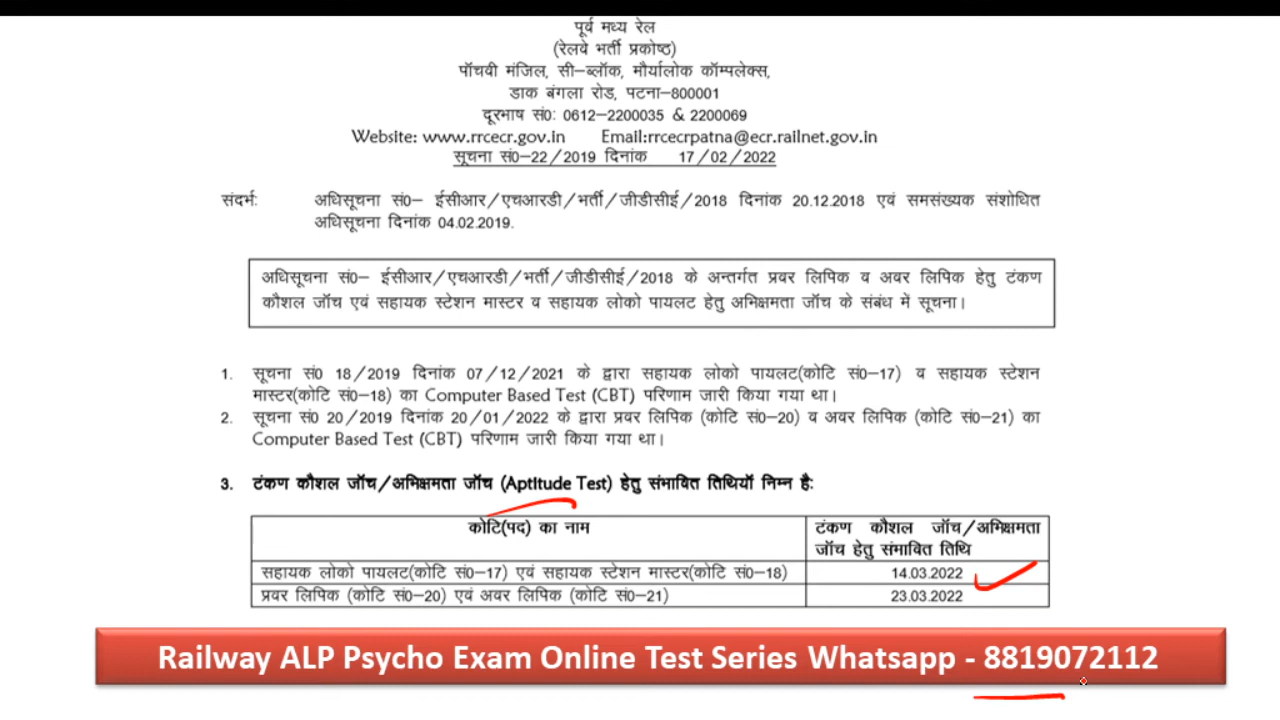 पूर्व मध्य रेल
(रेलवे भर्ती प्रकोष्ठ)
पॉचवी मंजिल, सी–ब्लॉक, मौर्यालोक कॉम्पलेक्स,
डाक बंगला रोड, पटना–800001
दूरभाष सं0: 0612–2200035 & 2200069
Website: www.rrcecr.gov.in Email:rrcecrpatna@ecr.railnet.gov.in
सूचना सं0–22/2019 दिनांक 17/02/2022
संदर्भः अधिसूचना सं0– ईसीआर/एचआरडी/भर्ती/जीडीसीई/2018 दिनांक 20.12.2018 एवं समसंख्यक संशोधित
अधिसूचना दिनांक 04.02.2019.
अधिसूचना सं0– ईसीआर/एचआरडी/भर्ती/जीडीसीई/2018 के अन्तर्गत प्रवर लिपिक व अवर लिपिक हेतु टंकण
कौशल जॉच एवं सहायक स्टेशन मास्टर व सहायक लोको पायलट हेतु अभिक्षमता जॉच के संबंध में सूचना।
1. सूचना सं0 18/2019 दिनांक 07/12/2021 के द्वारा सहायक लोको पायलट(कोटि सं0–17) व सहायक स्टेशन
मास्टर(कोटि सं0–18) का Computer Based Test (CBT) परिणाम जारी किया गया था।
2. सूचना सं0 20/2019 दिनांक 20/01/2022 के द्वारा प्रवर लिपिक (कोटि सं0–20) व अवर लिपिक (कोटि सं0–21) का
Computer Based Test (CBT) परिणाम जारी किया गया था।
3. टंकण कौशल जॉच/अभिक्षमता जॉच (Aptitude Test) हेतु संभावित तिथियॉ निम्न हैः
कोटि(पद) का नाम टंकण कौशल जॉच/अभिक्षमता
जॉच हेतु संभावित तिथि
सहायक लोको पायलट(कोटि सं0–17) एवं सहायक स्टेशन मास्टर(कोटि सं0–18) 14.03.2022
प्रवर लिपिक (कोटि सं0–20) एवं अवर लिपिक (कोटि सं0–21) 23.03.2022
Railway ALP Psycho Exam Online Test Series Whatsapp - 8819072112